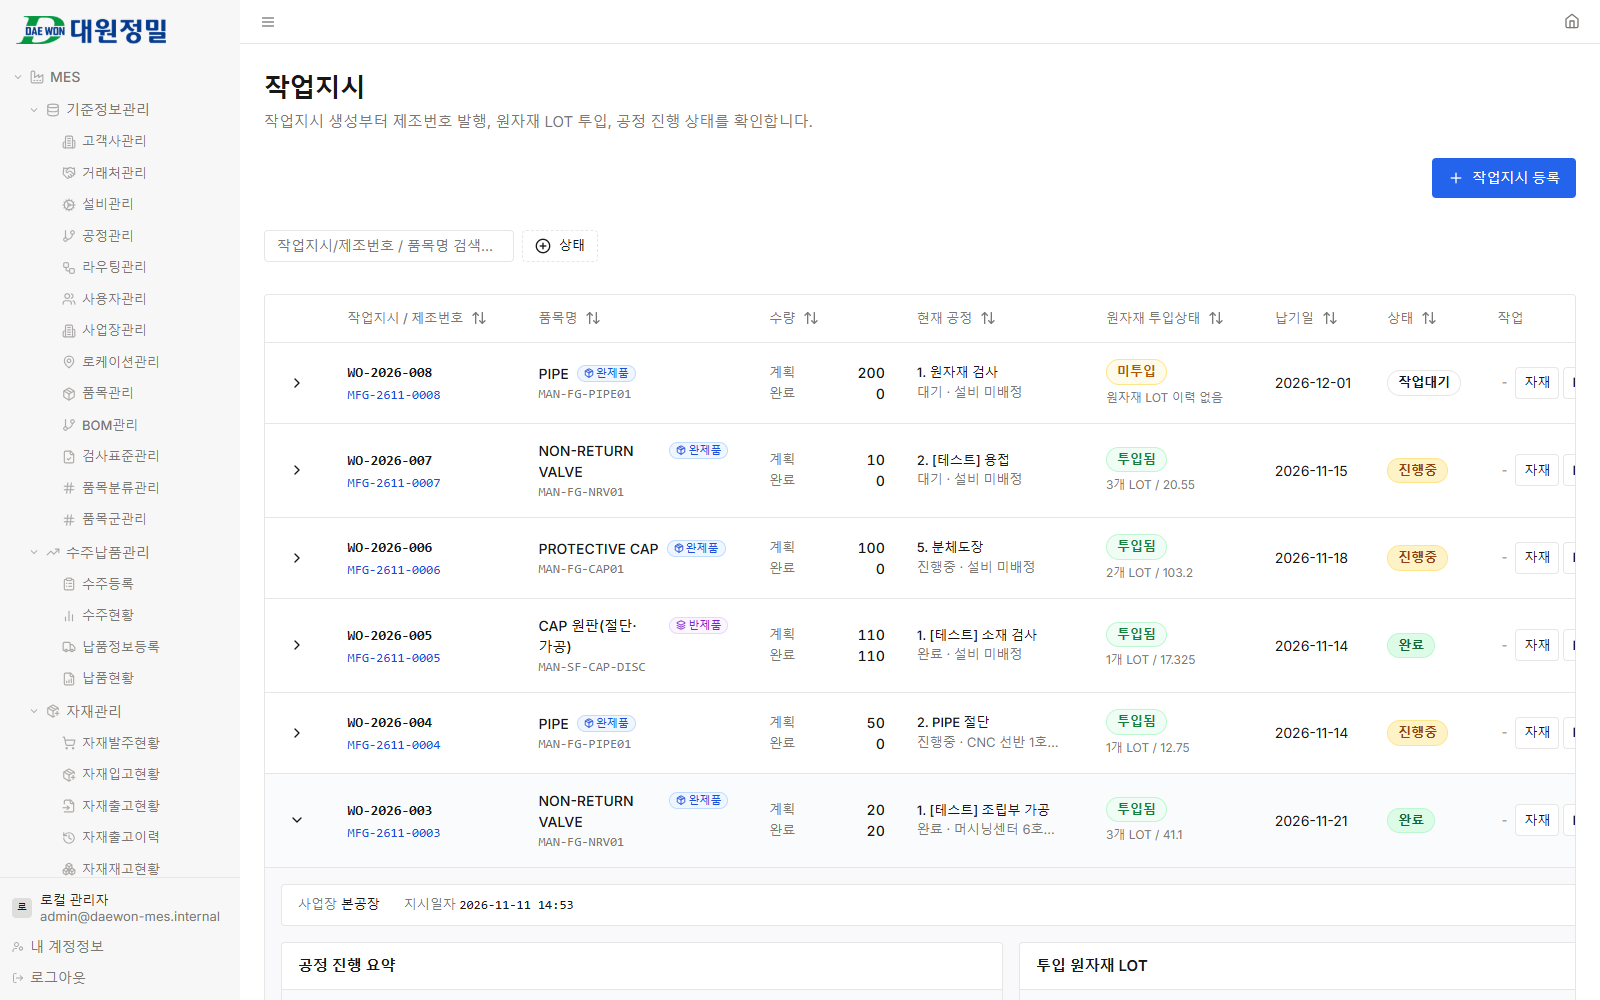 DAE WON 대원정밀
MES
기준정보관리
고객사관리
거래처관리
설비관리
공정관리
라우팅관리
사용자관리
사업장관리
로케이션관리
품목관리
BOM관리
검사표준관리
품목분류관리
품목군관리
수주납품관리
수주등록
수주현황
납품정보등록
납품현황
자재관리
자재발주현황
자재입고현황
자재출고현황
자재출고이력
자재재고현황
로 로컬 관리자
admin@daewon-mes.internal
내 계정정보
로그아웃
작업지시
작업지시 생성부터 제조번호 발행, 원자재 LOT 투입, 공정 진행 상태를 확인합니다.
작업지시 등록
작업지시/제조번호 / 품목명 검색... 상태
작업지시 / 제조번호 품목명 수량 현재 공정 원자재 투입상태 납기일 상태 작업
WO-2026-008 PIPE 완제품 계획 200 1. 원자재 검사 미투입 2026-12-01 작업대기 - 자재
MFG-2611-0008 MAN-FG-PIPE01 완료 0 대기 · 설비 미배정 원자재 LOT 이력 없음
WO-2026-007 NON-RETURN VALVE 완제품 계획 10 2. [테스트] 용접 투입됨 2026-11-15 진행중 - 자재
MFG-2611-0007 MAN-FG-NRV01 완료 0 대기 · 설비 미배정 3개 LOT / 20.55
WO-2026-006 PROTECTIVE CAP 완제품 계획 100 5. 분체도장 투입됨 2026-11-18 진행중 - 자재
MFG-2611-0006 MAN-FG-CAP01 완료 0 진행중 · 설비 미배정 2개 LOT / 103.2
WO-2026-005 CAP 원판(절단·가공) 반제품 계획 110 1. [테스트] 소재 검사 투입됨 2026-11-14 완료 - 자재
MFG-2611-0005 MAN-SF-CAP-DISC 완료 110 완료 · 설비 미배정 1개 LOT / 17.325
WO-2026-004 PIPE 완제품 계획 50 2. PIPE 절단 투입됨 2026-11-14 진행중 - 자재
MFG-2611-0004 MAN-FG-PIPE01 완료 0 진행중 · CNC 선반 1호... 1개 LOT / 12.75
WO-2026-003 NON-RETURN VALVE 완제품 계획 20 1. [테스트] 조립부 가공 투입됨 2026-11-21 완료 - 자재
MFG-2611-0003 MAN-FG-NRV01 완료 20 완료 · 머시닝센터 6호... 3개 LOT / 41.1
사업장 본공장 지시일자 2026-11-11 14:53
공정 진행 요약
투입 원자재 LOT